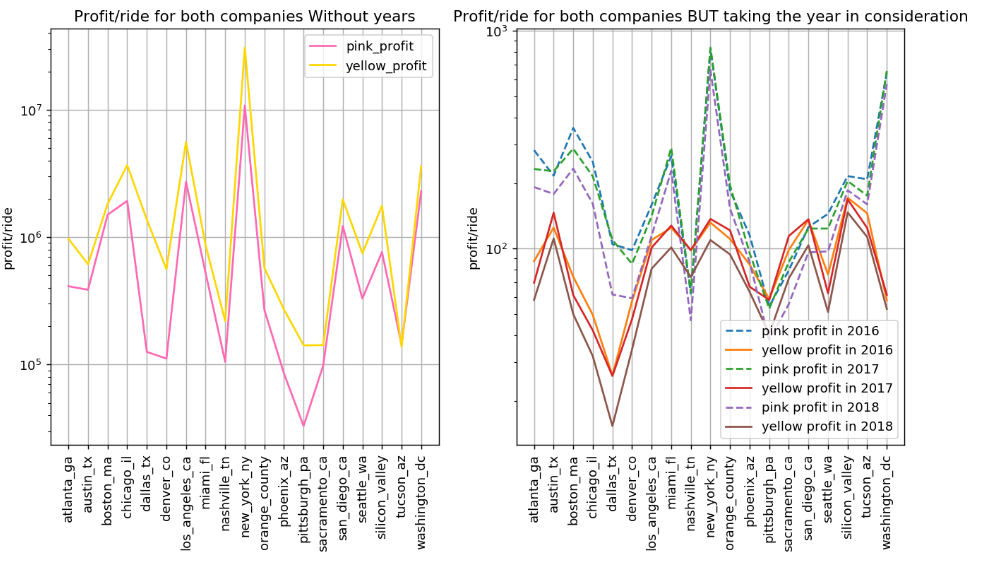 Profit/ride for both companies Without years
profit/ride
10^7
10^6
10^5
pink_profit
yellow_profit
atlanta_ga
austin_tx
boston_ma
chicago_il
dallas_tx
denver_co
los_angeles_ca
miami_fl
nashville_tn
new_york_ny
orange_county
phoenix_az
pittsburgh_pa
sacramento_ca
san_diego_ca
seattle_wa
silicon_valley
tucson_az
washington_dc
Profit/ride for both companies BUT taking the year in consideration
profit/ride
10^3
10^2
pink profit in 2016
yellow profit in 2016
pink profit in 2017
yellow profit in 2017
pink profit in 2018
yellow profit in 2018
atlanta_ga
austin_tx
boston_ma
chicago_il
dallas_tx
denver_co
los_angeles_ca
miami_fl
nashville_tn
new_york_ny
orange_county
phoenix_az
pittsburgh_pa
sacramento_ca
san_diego_ca
seattle_wa
silicon_valley
tucson_az
washington_dc